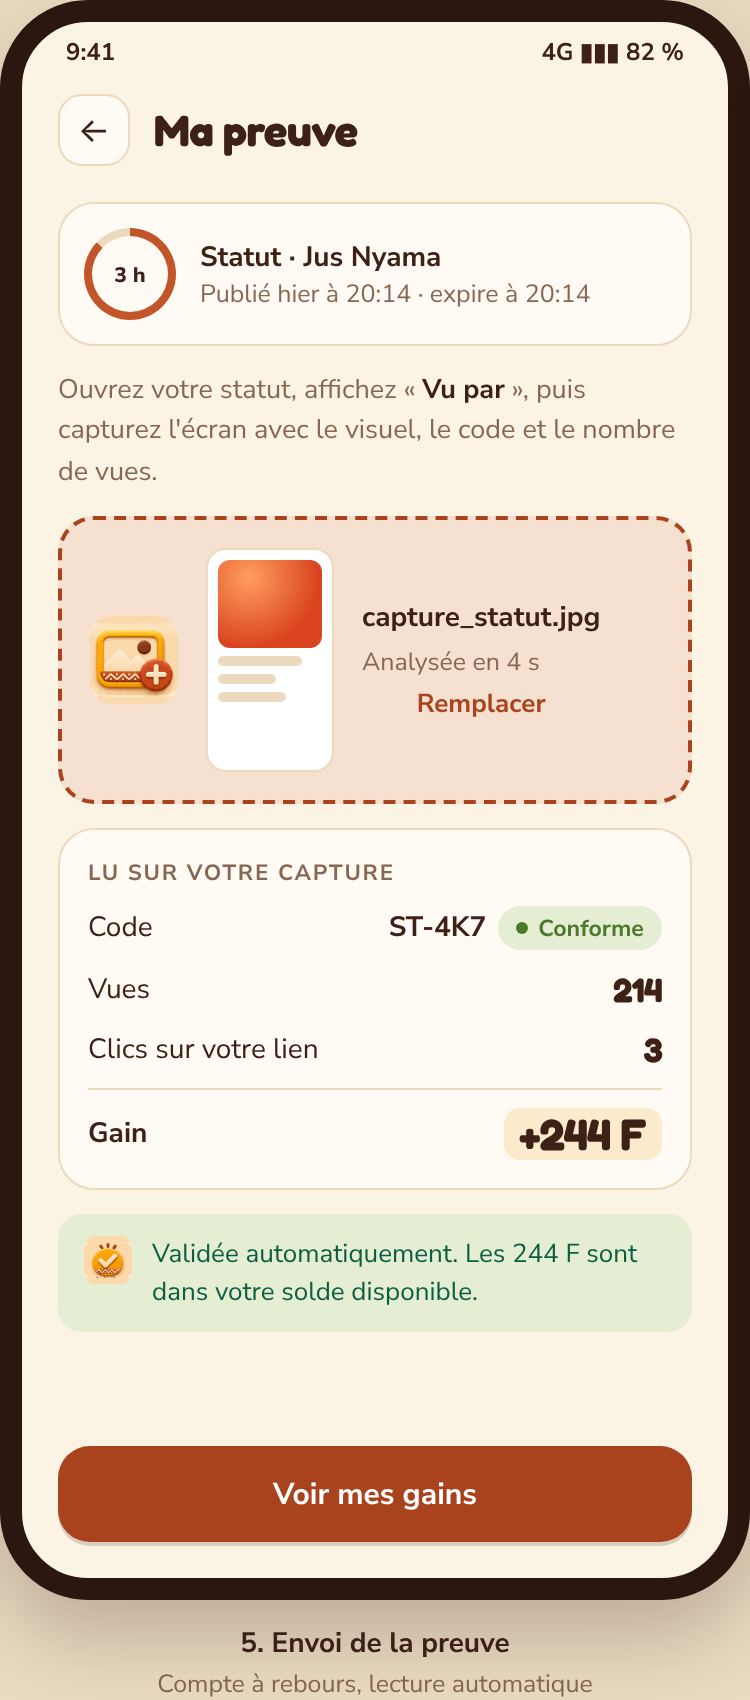 9:41
4G ▮▮▮ 82 %
Ma preuve
3 h
Statut · Jus Nyama
Publié hier à 20:14 · expire à 20:14
Ouvrez votre statut, affichez « Vu par », puis
capturez l'écran avec le visuel, le code et le nombre
de vues.
capture_statut.jpg
Analysée en 4 s
Remplacer
LU SUR VOTRE CAPTURE
Code ST-4K7 Conforme
Vues 214
Clics sur votre lien 3
Gain +244 F
Validée automatiquement. Les 244 F sont
dans votre solde disponible.
Voir mes gains
5. Envoi de la preuve
Compte à rebours, lecture automatique